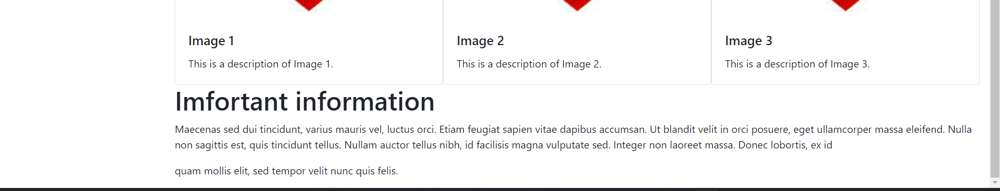 Image 1
Image 2
Image 3
This is a description of Image 1.
This is a description of Image 2.
This is a description of Image 3.
Imfortant information
Maecenas sed dui tincidunt, varius mauris vel, luctus orci. Etiam feugiat sapien vitae dapibus accumsan. Ut blandit velit in orci posuere, eget ullamcorper massa eleifend. Nulla
non sagittis est, quis tincidunt tellus. Nullam auctor tellus nibh, id facilisis magna vulputate sed. Integer non laoreet massa. Donec lobortis, ex id
quam mollis elit, sed tempor velit nunc quis felis.